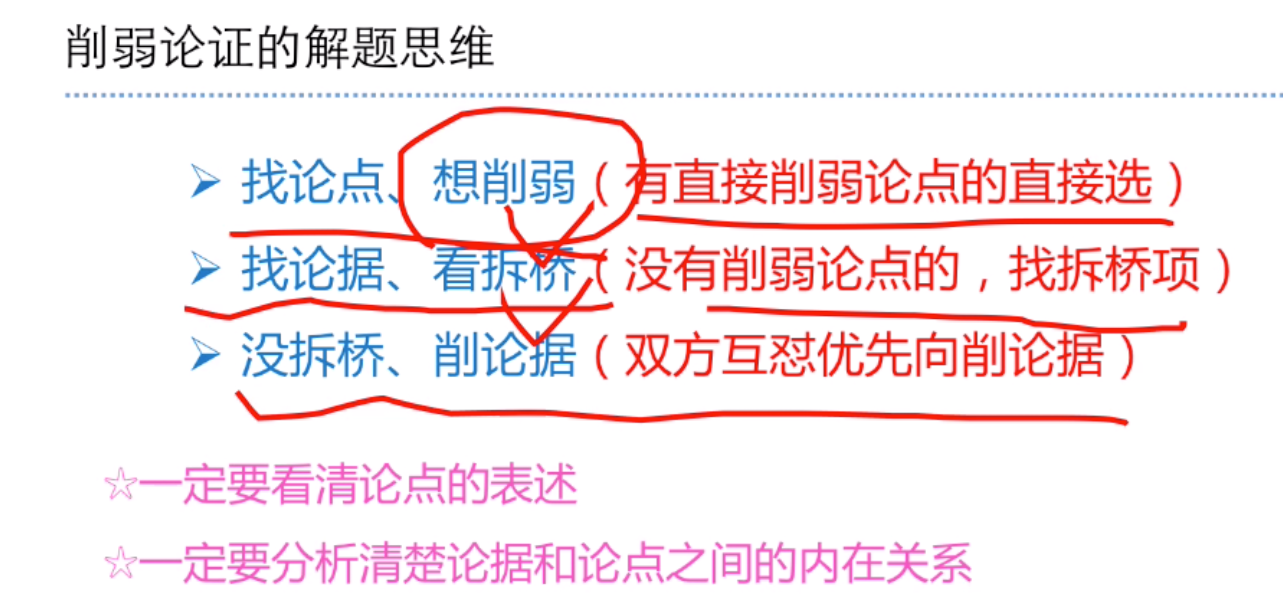 削弱论证的解题思维
找论点、想削弱（有直接削弱论点的直接选）
找论据、看拆桥（没有削弱论点的，找拆桥项）
没拆桥、削论据（双方互怼优先向削论据）
☆一定要看清论点的表述
☆一定要分析清楚论据和论点之间的内在关系